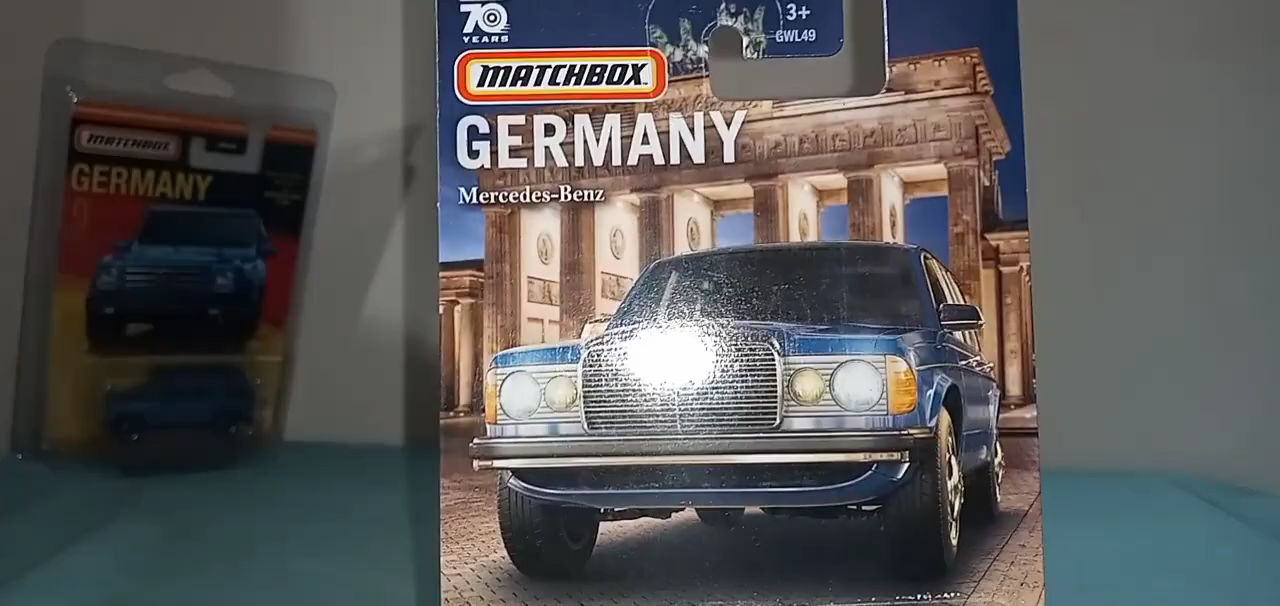 70
YEARS
3+
GWL49
MATCHBOX
GERMANY
Mercedes-Benz
MATCHBOX
GERMANY